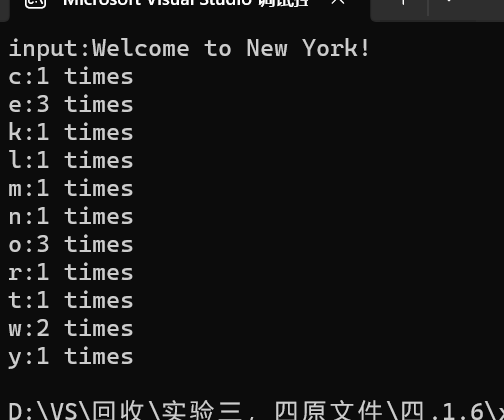 Microsoft Visual Studio 调试控
input:Welcome to New York!
c:1 times
e:3 times
k:1 times
l:1 times
m:1 times
n:1 times
o:3 times
r:1 times
t:1 times
w:2 times
y:1 times
D:\VS\回收\实验三，四原文件\四.1.6\